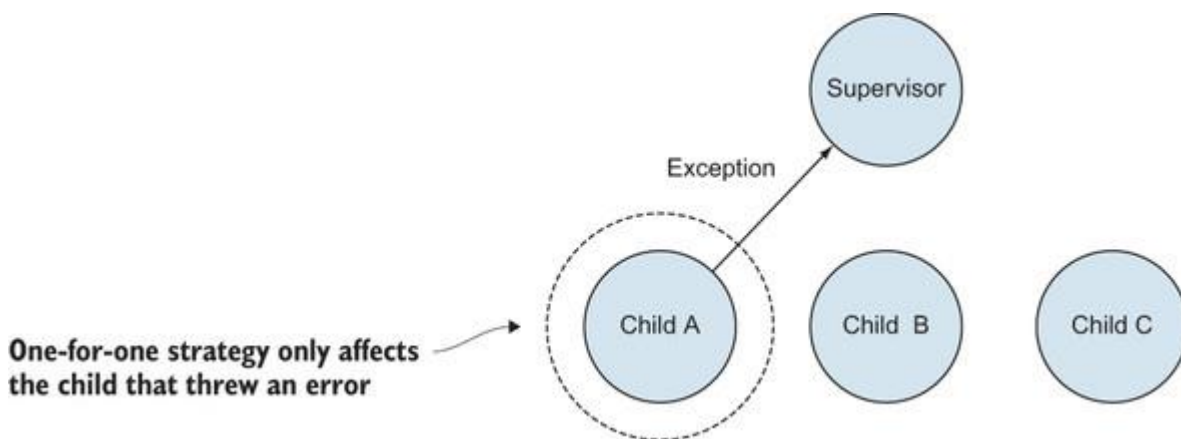 Supervisor
Exception
Child A
Child B
Child C
One-for-one strategy only affects
the child that threw an error